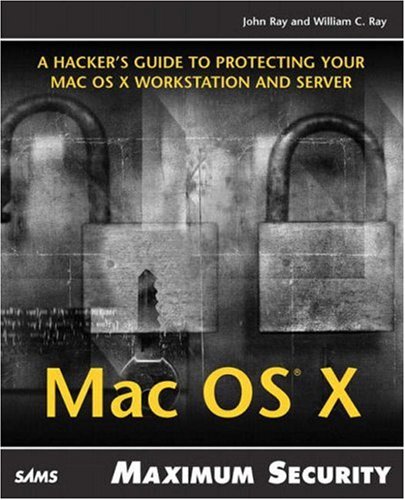 John Ray and William C. Ray
A HACKER'S GUIDE TO PROTECTING YOUR
MAC OS X WORKSTATION AND SERVER
Mac OS® X
SAMS
MAXIMUM SECURITY